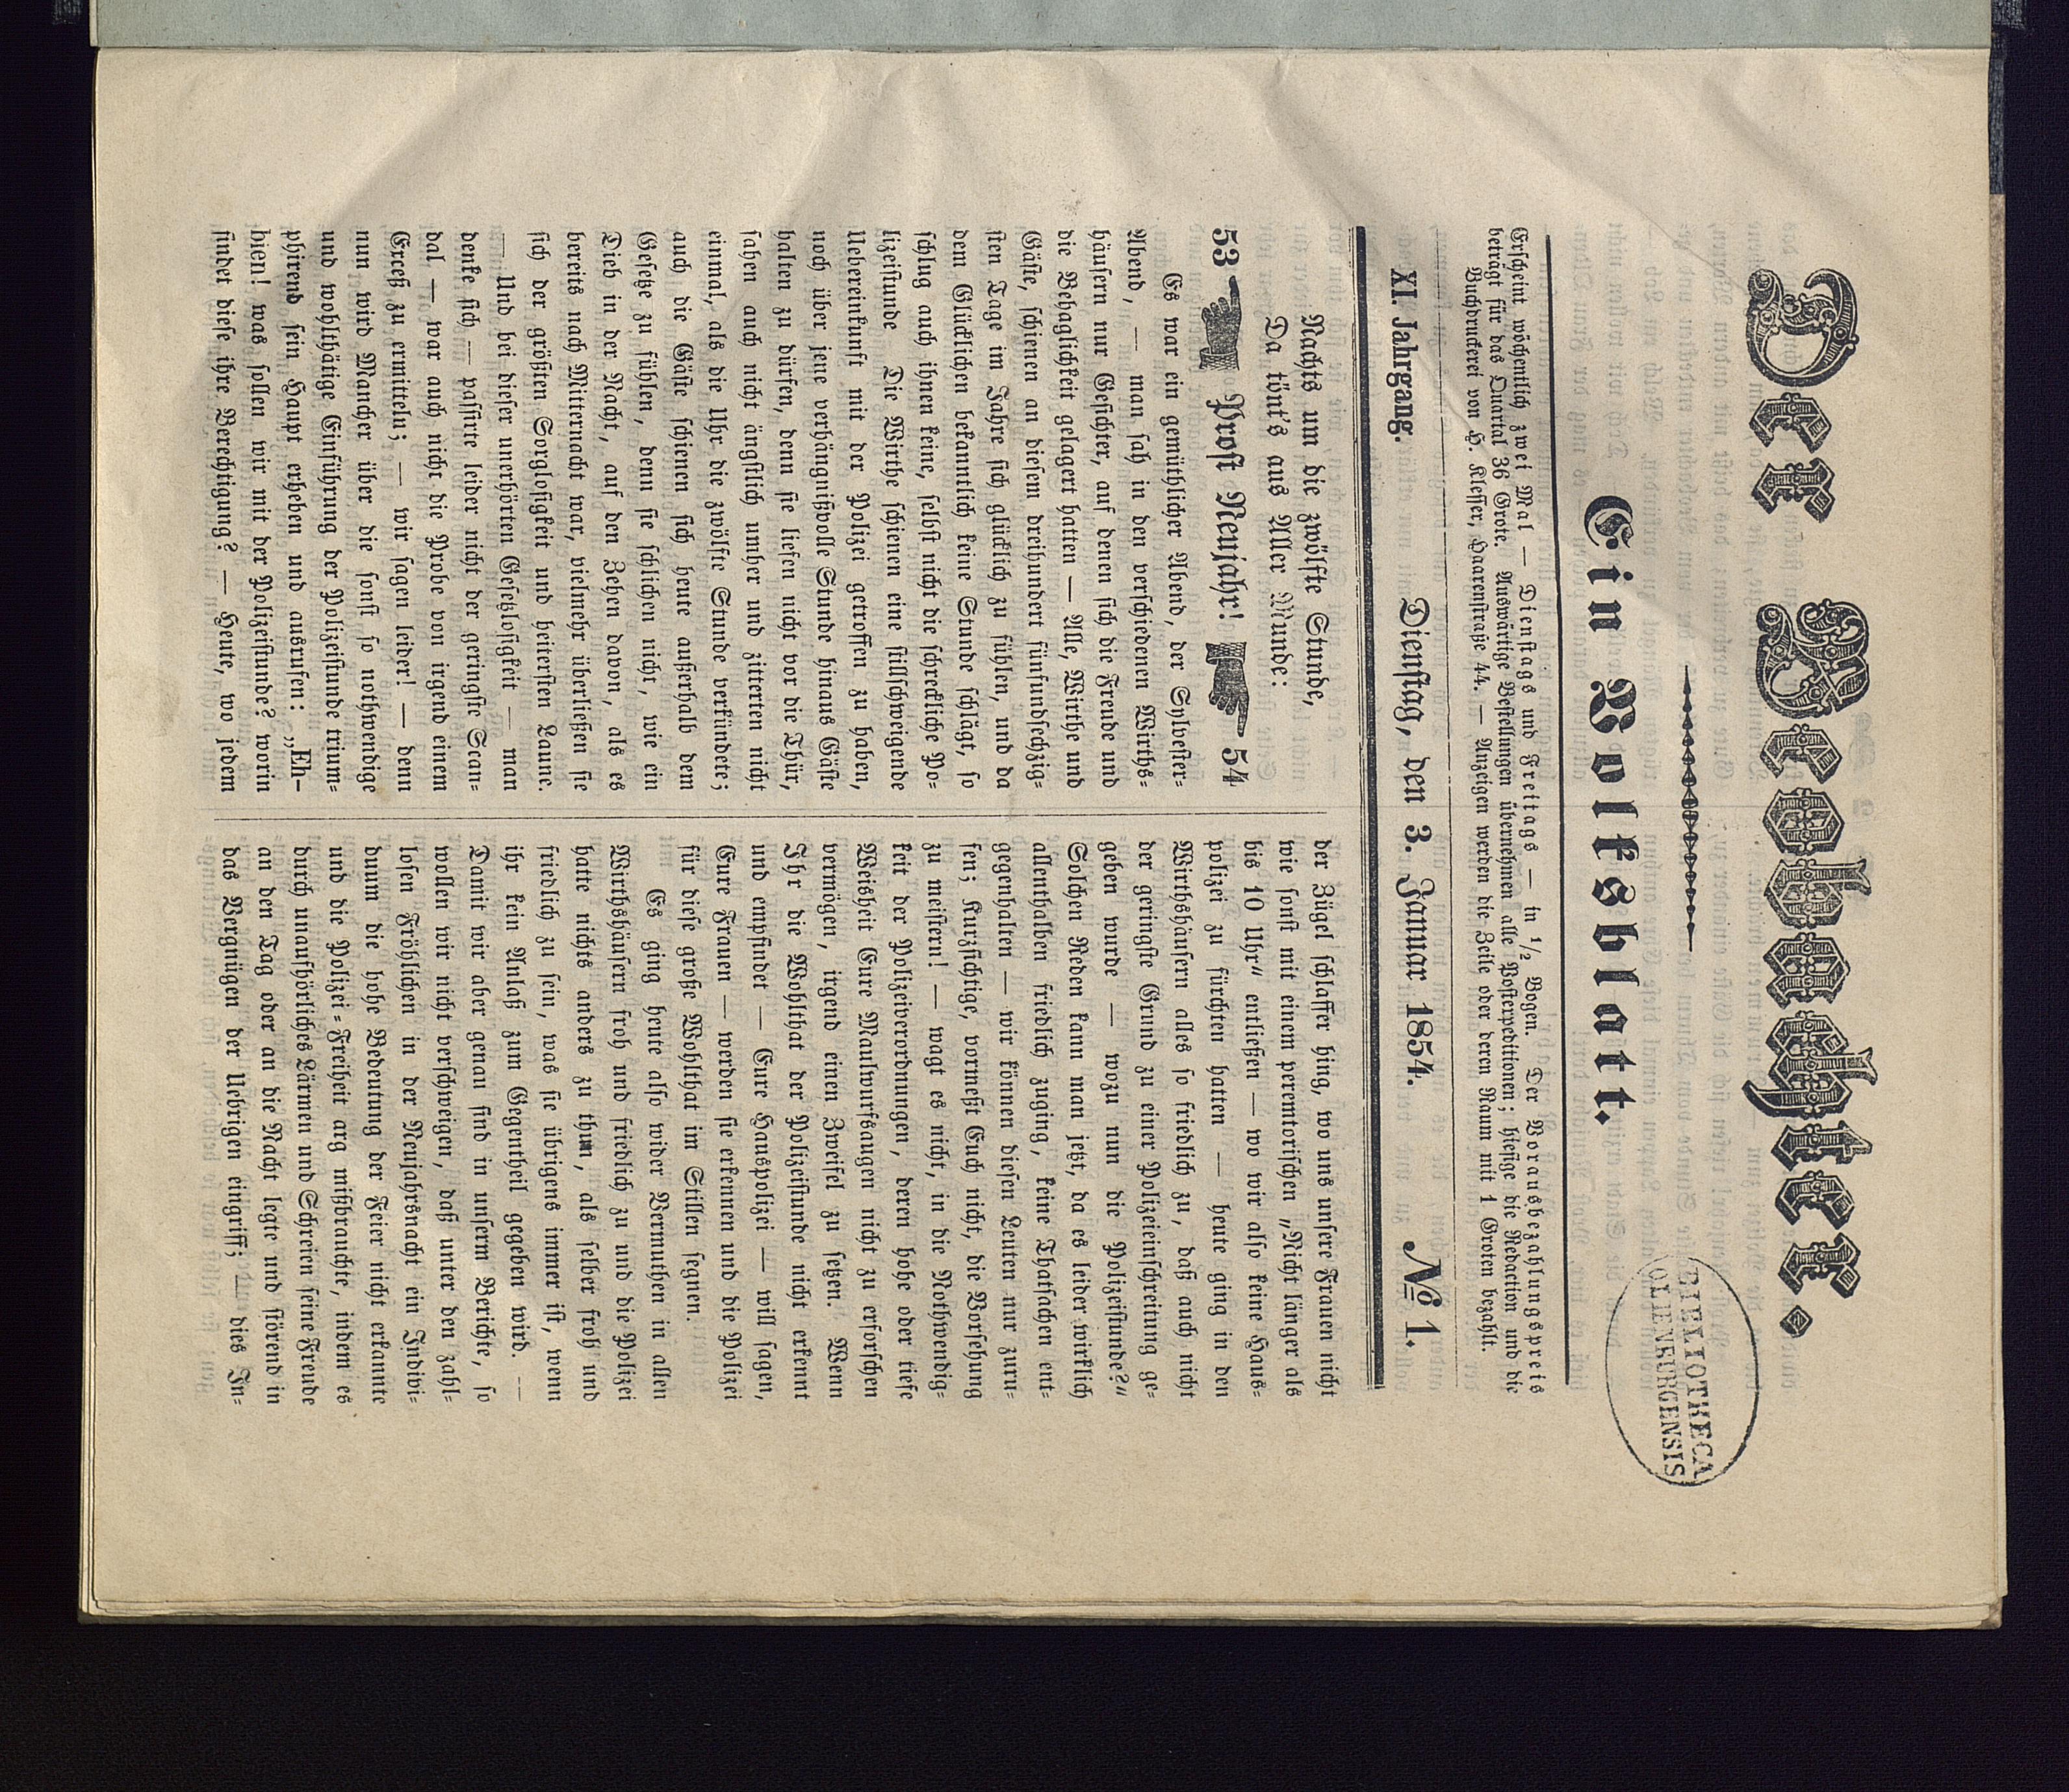 Der Beobachter.
Ein Volksblatt.
BIBLIOTHECA
OLDENBURGENSIS
Erscheint wöchentlich zwei Mal — Dienstags und Freitags — in ½ Bogen. Der Vorausbezahlungspreis
beträgt für das Quartal 36 Grote. Auswärtige Bestellungen übernehmen alle Postexpeditionen; hiesige die Redaction und die
Buchdruckerei von H. Kleffer, Haarenstraße 44. — Anzeigen werden die Zeile oder deren Raum mit 1 Groten bezahlt.
XI. Jahrgang. Dienstag, den 3. Januar 1854. № 1.
Nachts um die zwölfte Stunde,
Da tönt's aus Aller Munde:
53 Prost Neujahr! 54
Es war ein gemüthlicher Abend, der Sylvester-
Abend, — man sah in den verschiedenen Wirths-
häusern nur Gesichter, auf denen sich die Freude und
die Behaglichkeit gelagert hatten — Alle, Wirthe und
Gäste, schienen an diesem dreihundert fünfundsechzig-
sten Tage im Jahre sich glücklich zu fühlen, und da
dem Glücklichen bekanntlich keine Stunde schlägt, so
schlug auch ihnen keine, selbst nicht die schreckliche Po-
lizeistunde Die Wirthe schienen eine stillschweigende
Uebereinkunft mit der Polizei getroffen zu haben,
noch über jene verhängnißvolle Stunde hinaus Gäste
halten zu dürfen, denn sie liefen nicht vor die Thür,
sahen auch nicht ängstlich umher und zitterten nicht
einmal, als die Uhr die zwölfte Stunde verkündete;
auch die Gäste schienen sich heute außerhalb dem
Gesetze zu fühlen, denn sie schlichen nicht, wie ein
Dieb in der Nacht, auf den Zehen davon, als es
bereits nach Mitternacht war, vielmehr überließen sie
sich der größten Sorglosigkeit und heitersten Laune.
— Und bei dieser unerhörten Gesetzlosigkeit — man
denke sich — passirte leider nicht der geringste Scan-
dal — war auch nicht die Probe von irgend einem
Exceß zu ermitteln; — wir sagen leider! — denn
nun wird Mancher über die sonst so nothwendige
und wohlthätige Einführung der Polizeistunde trium-
phirend sein Haupt erheben und ausrufen: „Eh-
bien! was sollen wir mit der Polizeistunde? worin
findet diese ihre Berechtigung? — Heute, wo jedem
der Zügel schlaffer hing, wo uns unsere Frauen nicht
wie sonst mit einem peremtorischen „Nicht länger als
bis 10 Uhr“ entließen — wo wir also keine Haus-
polizei zu fürchten hatten — heute ging in den
Wirthshäusern alles so friedlich zu, daß auch nicht
der geringste Grund zu einer Polizeieinschreitung ge-
geben wurde — wozu nun die Polizeistunde?“
Solchen Reden kann man jetzt, da es leider wirklich
allenthalben friedlich zuging, keine Thatsachen ent-
gegenhalten — wir können diesen Leuten nur zuru-
fen; Kurzsichtige, vormeßt Euch nicht, die Vorsehung
zu meistern! — wagt es nicht, in die Nothwendig-
keit der Polizeiverordnungen, deren hohe oder tiefe
Weisheit Eure Maulwurfsaugen nicht zu erforschen
vermögen, irgend einen Zweifel zu setzen. Wenn
Ihr die Wohlthat der Polizeistunde nicht erkennt
und empfindet — Eure Hauspolizei — will sagen,
Eure Frauen — werden sie erkennen und die Polizei
für diese große Wohlthat im Stillen segnen.
Es ging heute also wider Vermuthen in allen
Wirthshäusern froh und friedlich zu und die Polizei
hatte nichts anders zu thun, als selber froh und
friedlich zu sein, was sie übrigens immer ist, wenn
ihr kein Anlaß zum Gegentheil gegeben wird. —
Damit wir aber genau sind in unserm Berichte, so
wollen wir nicht verschweigen, daß unter den zahl-
losen Fröhlichen in der Neujahrsnacht ein Indivi-
duum die hohe Bedeutung der Feier nicht erkannte
und die Polizei-Freiheit arg mißbrauchte, indem es
durch unaufhörliches Lärmen und Schreien seine Freude
an den Tag oder an die Nacht legte und störend in
das Vergnügen der Uebrigen eingriff; — dies In-